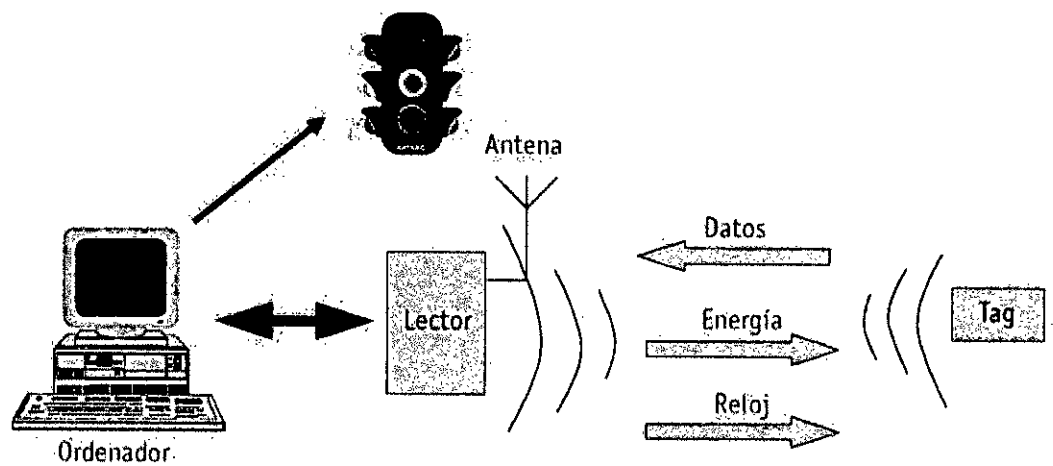 Antena
Datos
Lector
Energía
Tag
Reloj
Ordenador